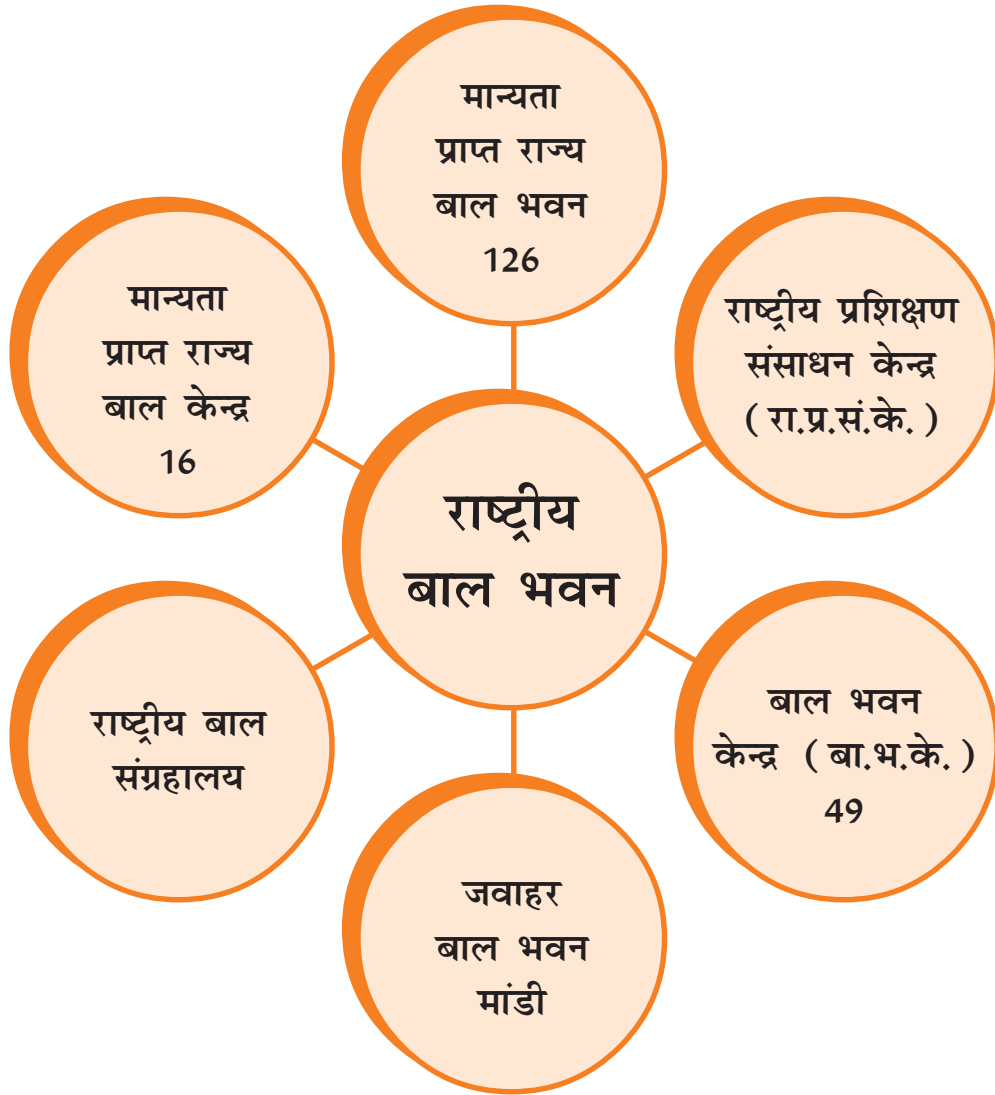 मान्यता
प्राप्त राज्य
बाल भवन
126
राष्ट्रीय प्रशिक्षण
संसाधन केन्द्र
( रा.प्र.सं.के. )
बाल भवन
केन्द्र ( बा.भ.के. )
49
जवाहर
बाल भवन
मांडी
राष्ट्रीय बाल
संग्रहालय
मान्यता
प्राप्त राज्य
बाल केन्द्र
16
राष्ट्रीय
बाल भवन